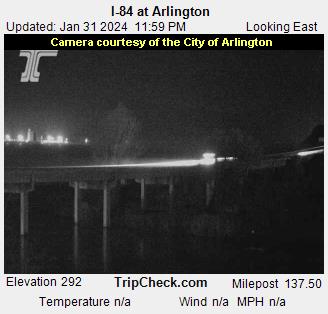 I-84 at Arlington
Updated: Jan 31 2024 11:59 PM Looking East
Camera courtesy of the City of Arlington
Elevation 292 TripCheck.com Milepost 137.50
Temperature n/a Wind n/a MPH n/a